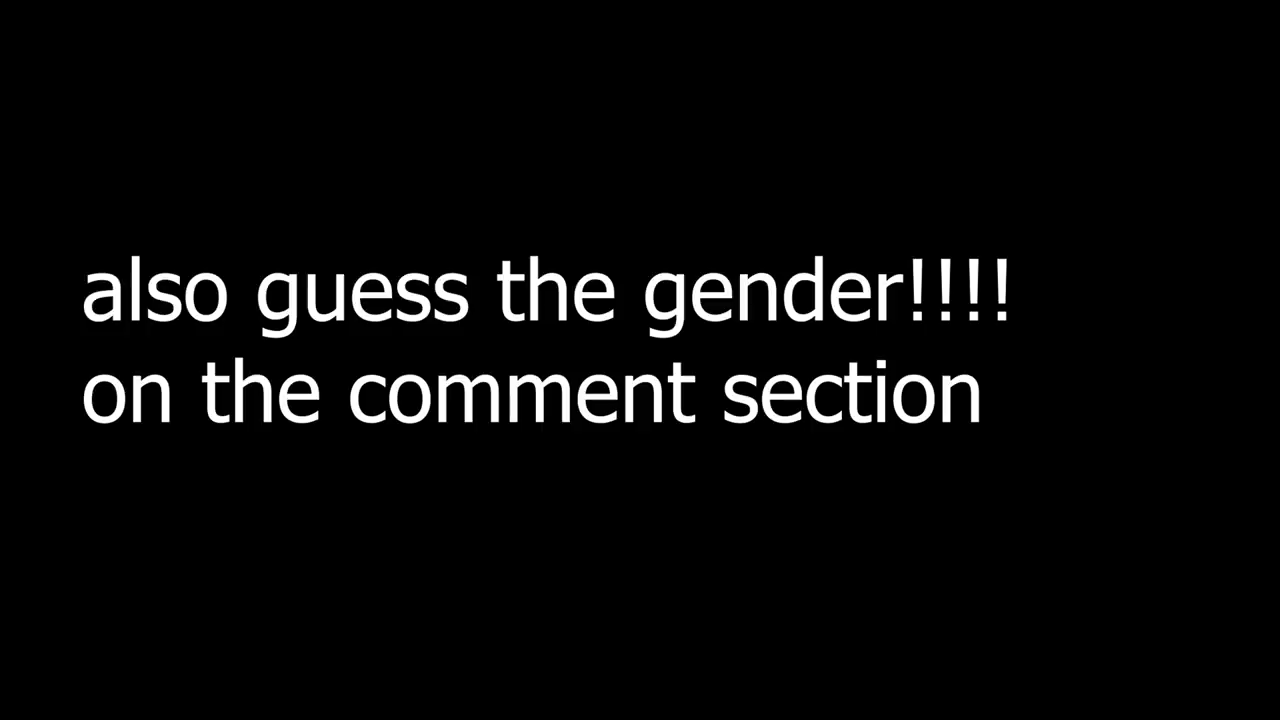 also guess the gender!!!!
on the comment section